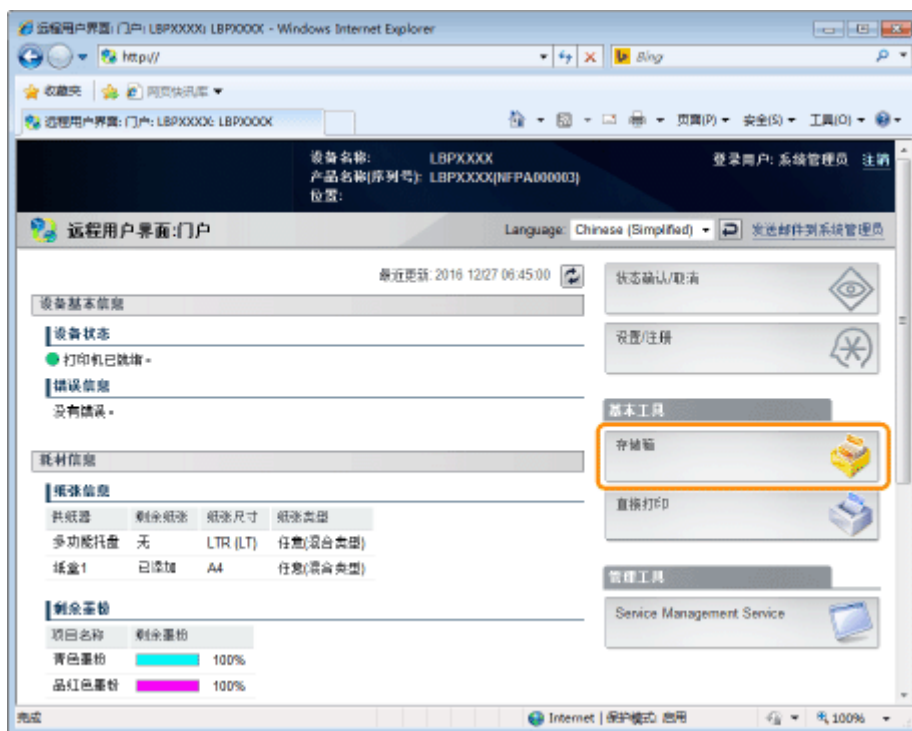 远程用户界面: 门户: LBPXXXX: LBPXXXX - Windows Internet Explorer
http://
Bing
收藏夹 网页快讯库
远程用户界面: 门户: LBPXXXX: LBPXXXX
页面(P) 安全(S) 工具(O)
设备名称: LBPXXXX
登录用户: 系统管理员 注销
产品名称(序列号): LBPXXXX(NFPA000003)
位置:
远程用户界面:门户
Language: Chinese (Simplified) 发送邮件到系统管理员
最近更新: 2016 12/27 06:45:00
设备基本信息
设备状态
打印机已就绪。
错误信息
没有错误。
耗材信息
纸张信息
供纸器 剩余纸张 纸张尺寸 纸张类型
多功能托盘 无 LTR (LT) 任意(混合类型)
纸盒1 已添加 A4 任意(混合类型)
剩余墨粉
项目名称 剩余墨粉
青色墨粉 100%
品红色墨粉 100%
状态确认/取消
设置/注册
基本工具
存储箱
直接打印
管理工具
Service Management Service
完成
Internet | 保护模式: 启用
100%